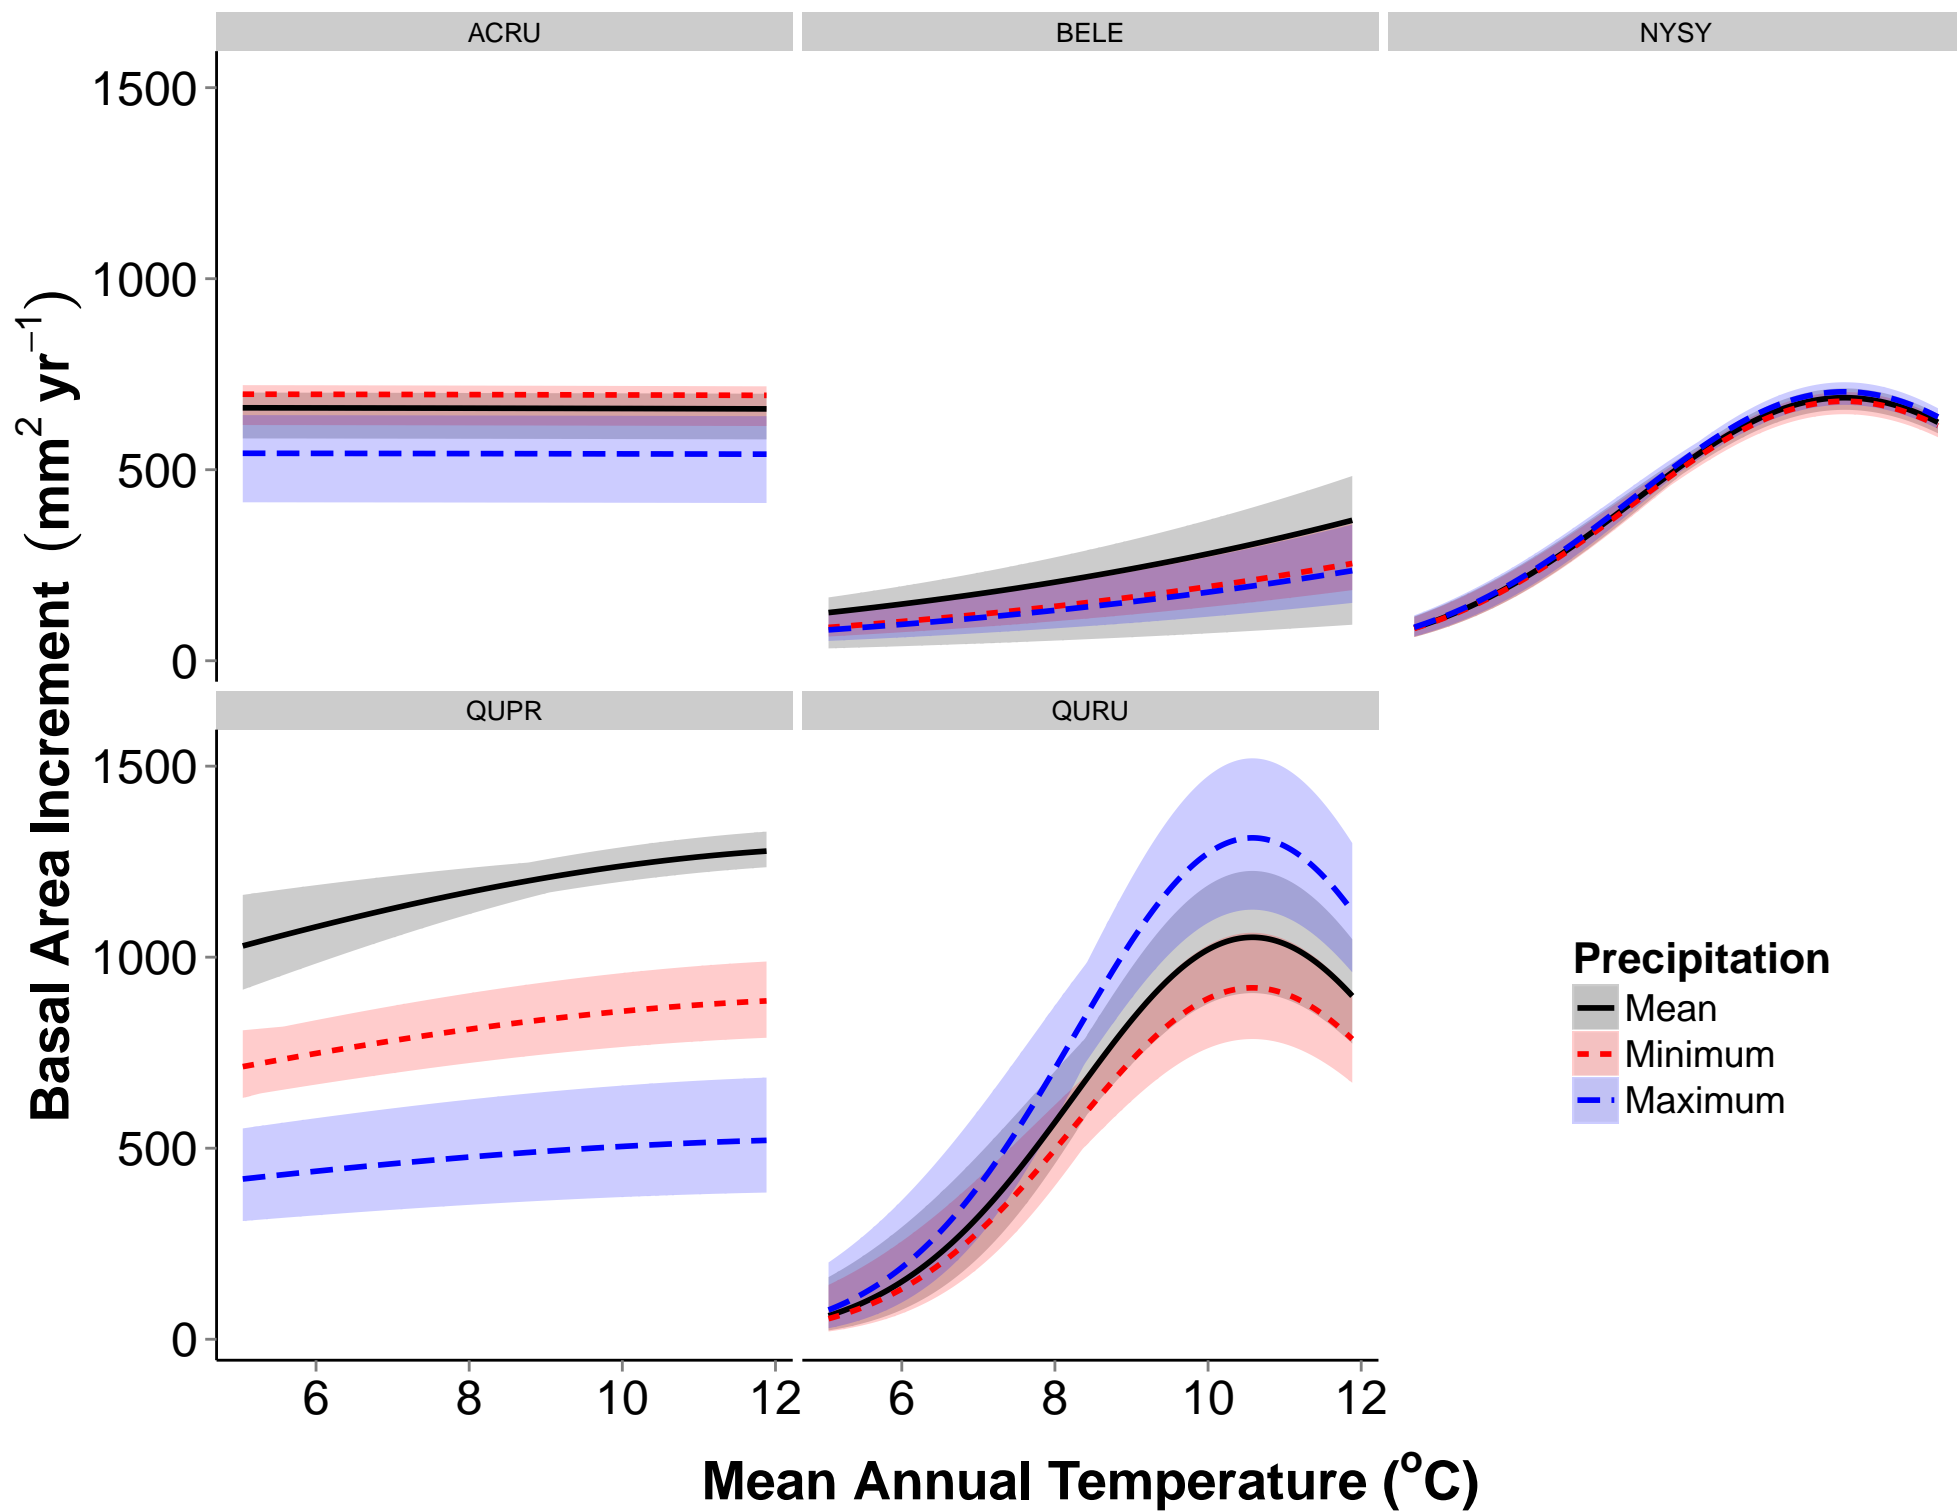 ACRU BELE NYSY
1500
1000
500
0
Basal Area Increment (mm² yr⁻¹)
QUPR QURU
1500
1000
500
0
6 8 10 12 6 8 10 12
Mean Annual Temperature (°C)
Precipitation
Mean
Minimum
Maximum